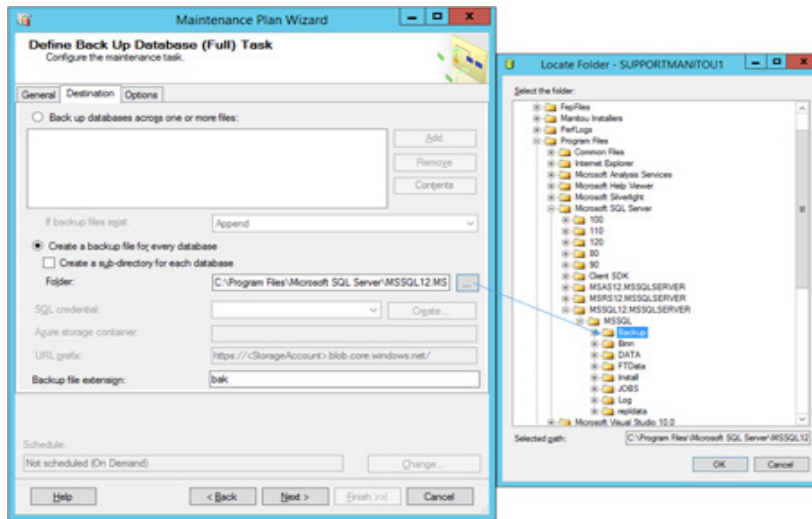 Maintenance Plan Wizard
Define Back Up Database (Full) Task
Configure the maintenance task.
General Destination Options
Back up databases across one or more files:
Add
Remove
Contents
If backup files exist: Append
Create a backup file for every database
Create a sub-directory for each database
Folder: C:\Program Files\Microsoft SQL Server\MSSQL12.MS ...
SQL credential: Create...
Azure storage container:
URL prefix: https://<StorageAccount>.blob.core.windows.net/
Backup file extension: bak
Schedule:
Not scheduled (On Demand) Change...
Help < Back Next > Finish >>| Cancel
Locate Folder - SUPPORTMANITOU1
Select the folder:
FepFiles
Manitou Installers
PerfLogs
Program Files
Common Files
Internet Explorer
Microsoft Analysis Services
Microsoft Help Viewer
Microsoft Silverlight
Microsoft SQL Server
100
110
120
80
90
Client SDK
MSAS12.MSSQLSERVER
MSRS12.MSSQLSERVER
MSSQL12.MSSQLSERVER
MSSQL
Backup
Binn
DATA
FTData
Install
JOBS
Log
repldata
Microsoft Visual Studio 10.0
Selected path: C:\Program Files\Microsoft SQL Server\MSSQL12
OK Cancel